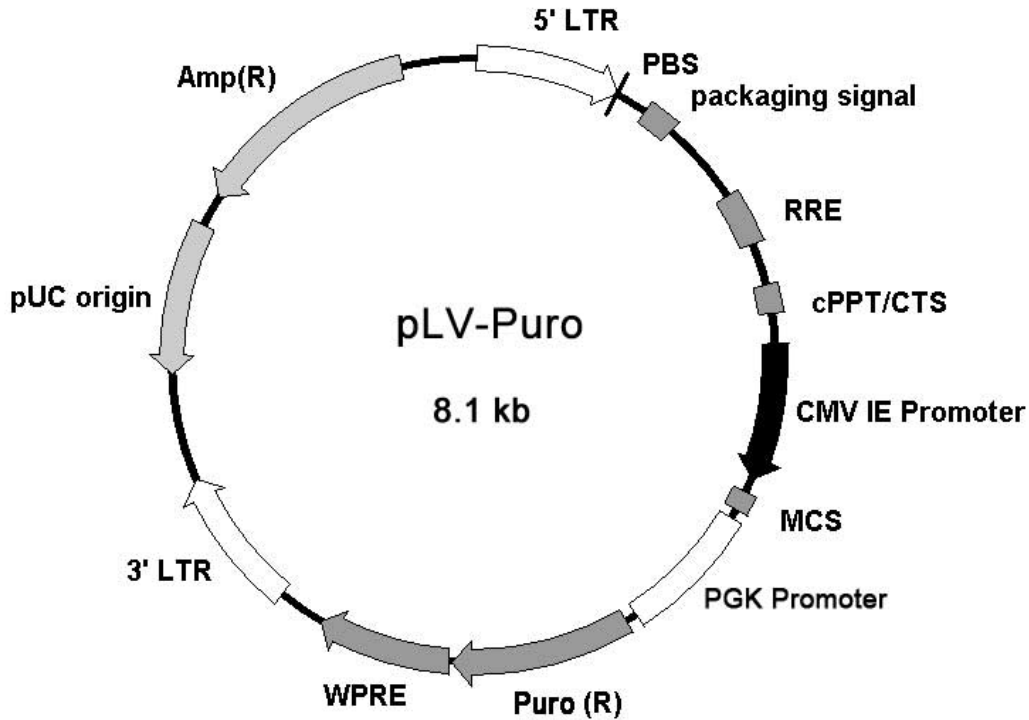 5' LTR
PBS
packaging signal
RRE
cPPT/CTS
CMV IE Promoter
MCS
PGK Promoter
Puro (R)
WPRE
3' LTR
pUC origin
Amp(R)
pLV-Puro
8.1 kb